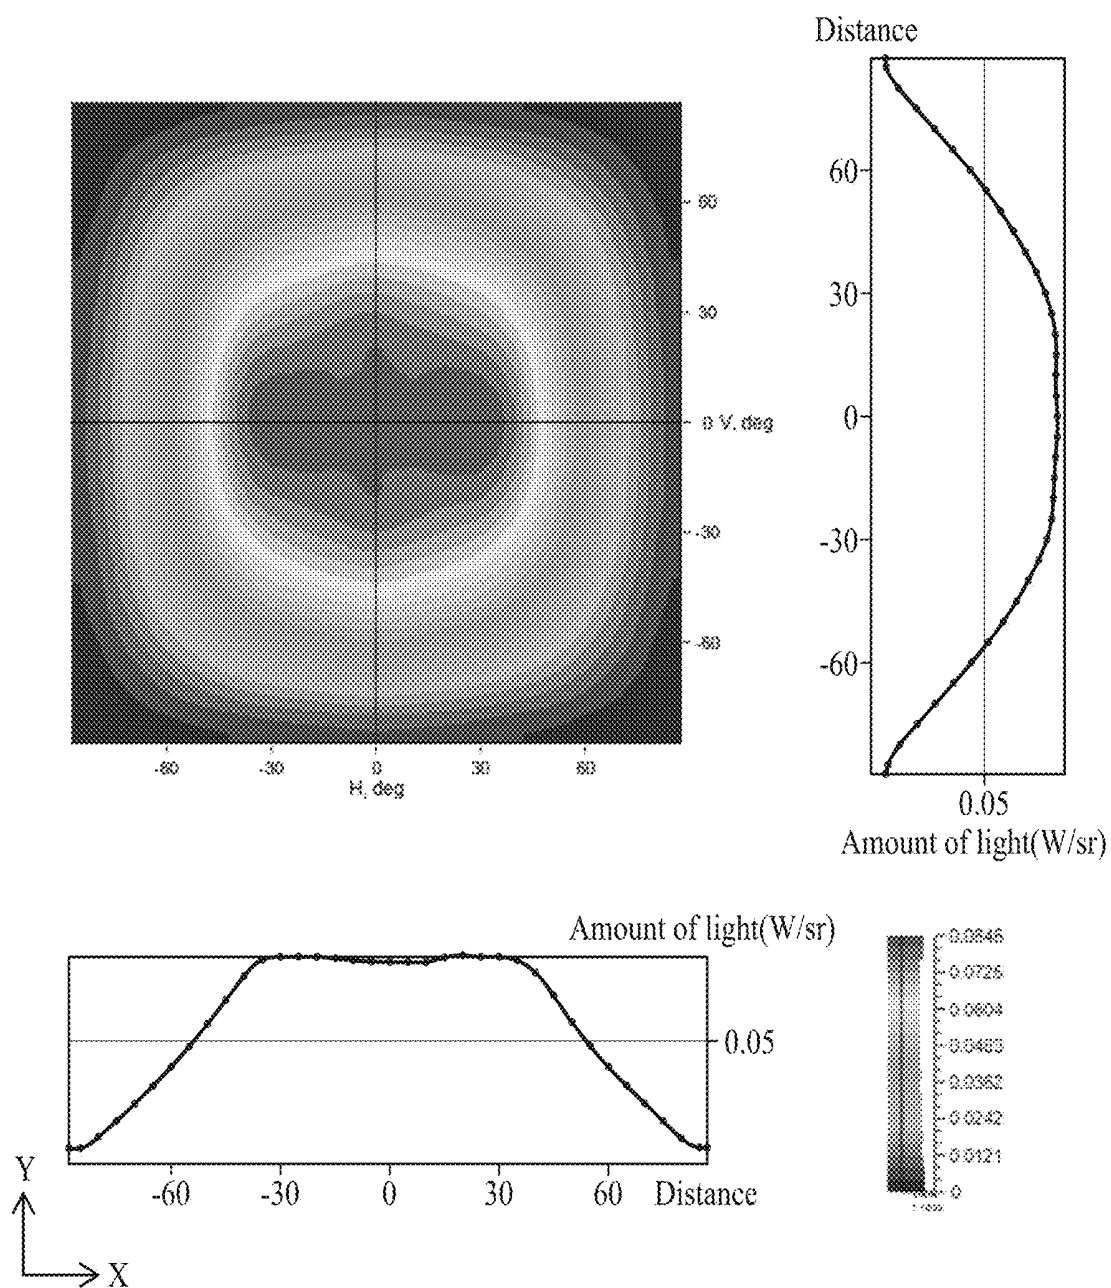 Distance
60
30
0
-30
-60
0.05
Amount of light(W/sr)
60
30
0 V, deg
-30
-60
-60 -30 0 30 60
H, deg
Amount of light(W/sr)
0.05
-60 -30 0 30 60 Distance
Y
X
0.0846
0.0725
0.0604
0.0483
0.0362
0.0242
0.0121
0